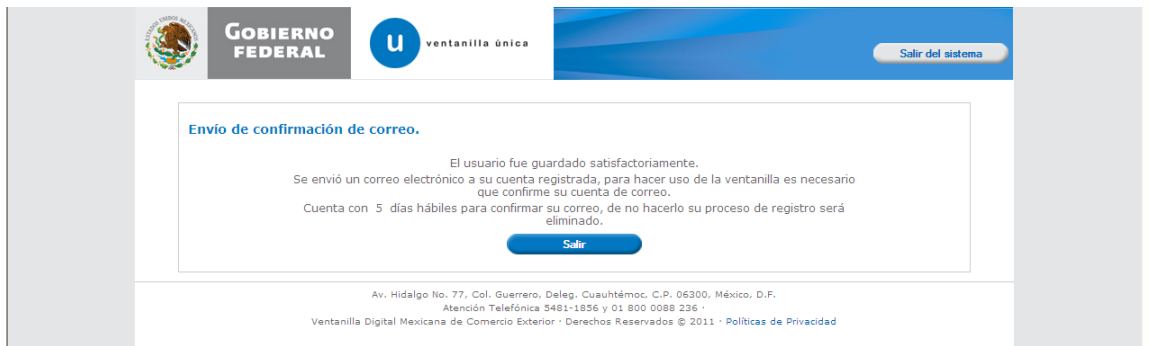 GOBIERNO
FEDERAL
u
ventanilla única
Salir del sistema
Envío de confirmación de correo.
El usuario fue guardado satisfactoriamente.
Se envió un correo electrónico a su cuenta registrada, para hacer uso de la ventanilla es necesario
que confirme su cuenta de correo.
Cuenta con 5 días hábiles para confirmar su correo, de no hacerlo su proceso de registro será
eliminado.
Salir
Av. Hidalgo No. 77, Col. Guerrero, Deleg. Cuauhtémoc, C.P. 06300, México, D.F.
Atención Telefónica 5481-1856 y 01 800 0088 236 ·
Ventanilla Digital Mexicana de Comercio Exterior · Derechos Reservados © 2011 · Políticas de Privacidad